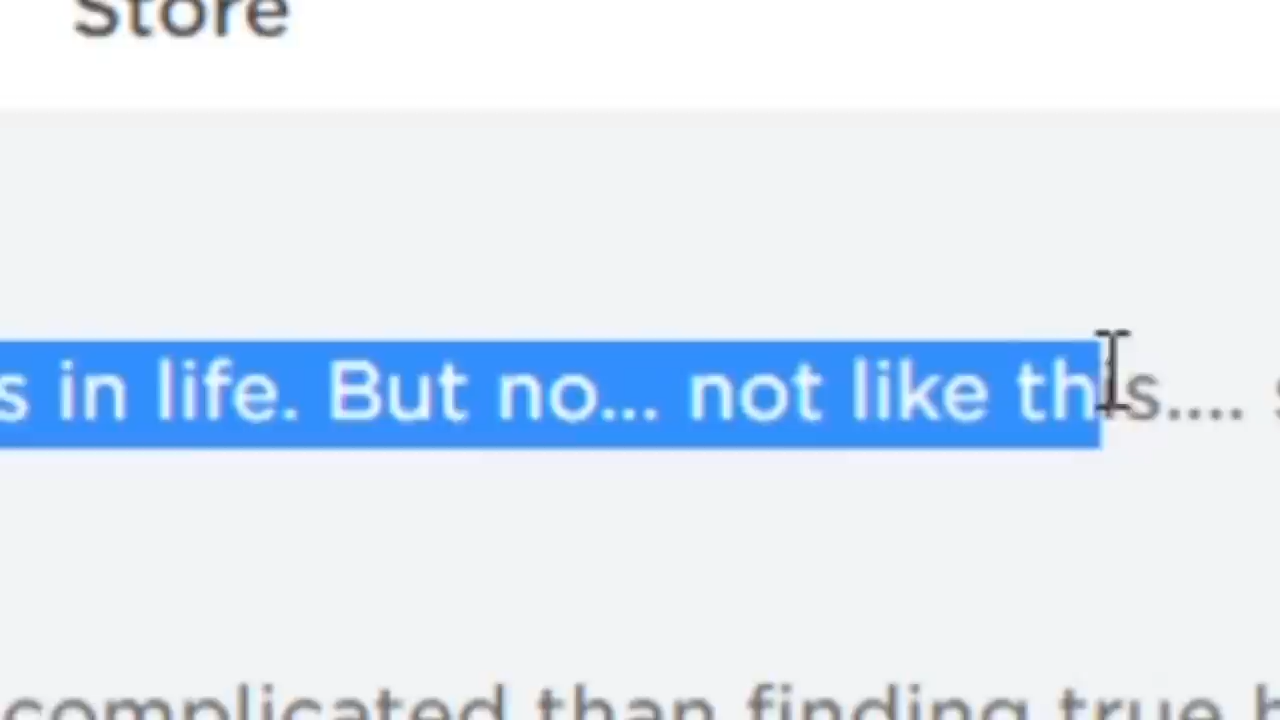 Store
s in life. But no... not like this....
complicated than finding true